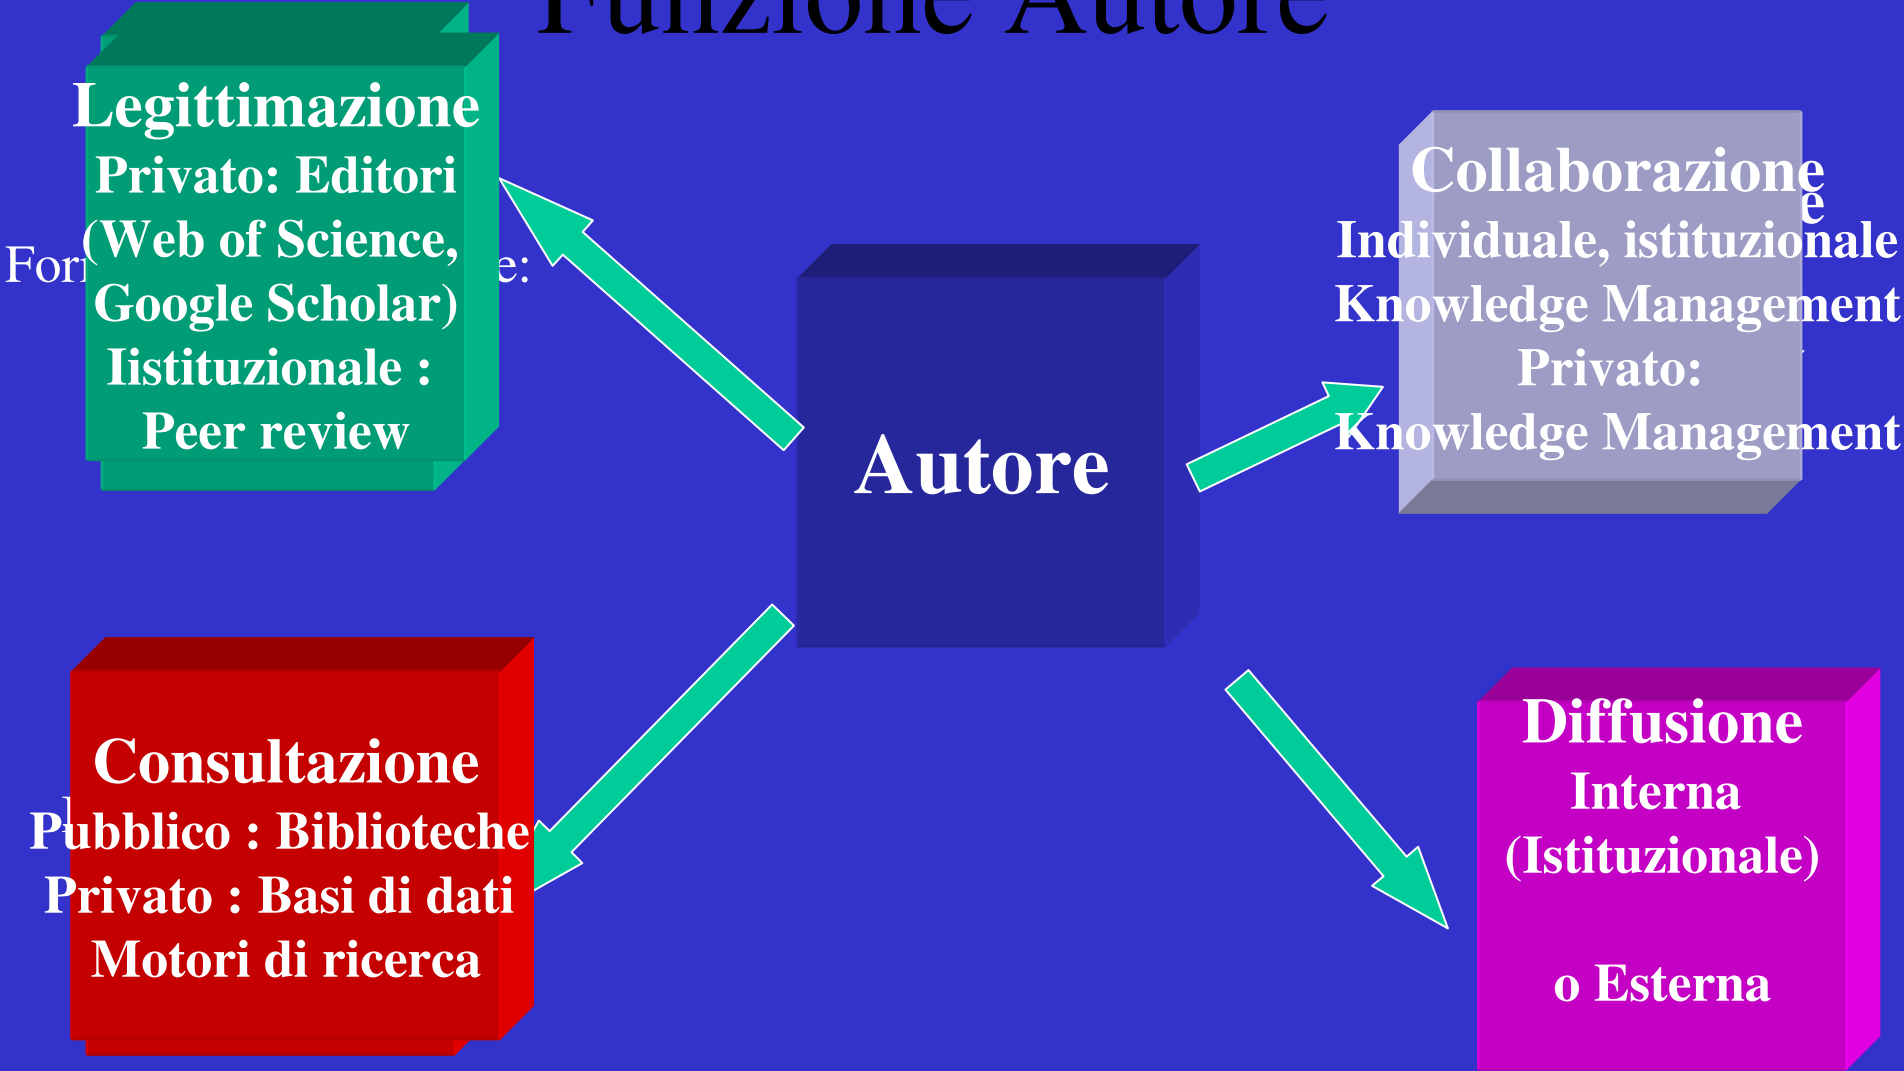 Funzione Autore
Legittimazione
Privato: Editori
(Web of Science,
Google Scholar)
Iistituzionale :
Peer review
Collaborazione
Individuale, istituzionale
Knowledge Management
Privato:
Knowledge Management
Autore
Consultazione
Pubblico : Biblioteche
Privato : Basi di dati
Motori di ricerca
Diffusione
Interna
(Istituzionale)
o Esterna